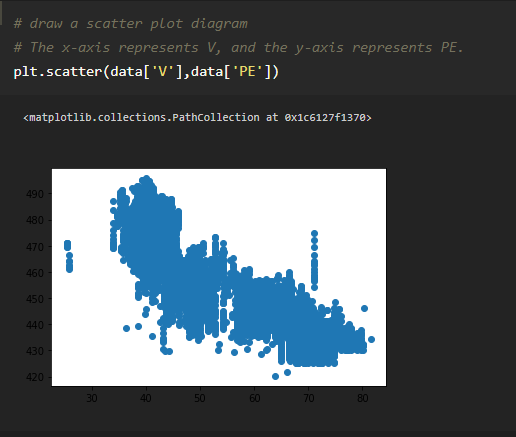 # draw a scatter plot diagram
# The x-axis represents V, and the y-axis represents PE.
plt.scatter(data['V'],data['PE'])
<matplotlib.collections.PathCollection at 0x1c6127f1370>
490
480
470
460
450
440
430
420
30 40 50 60 70 80